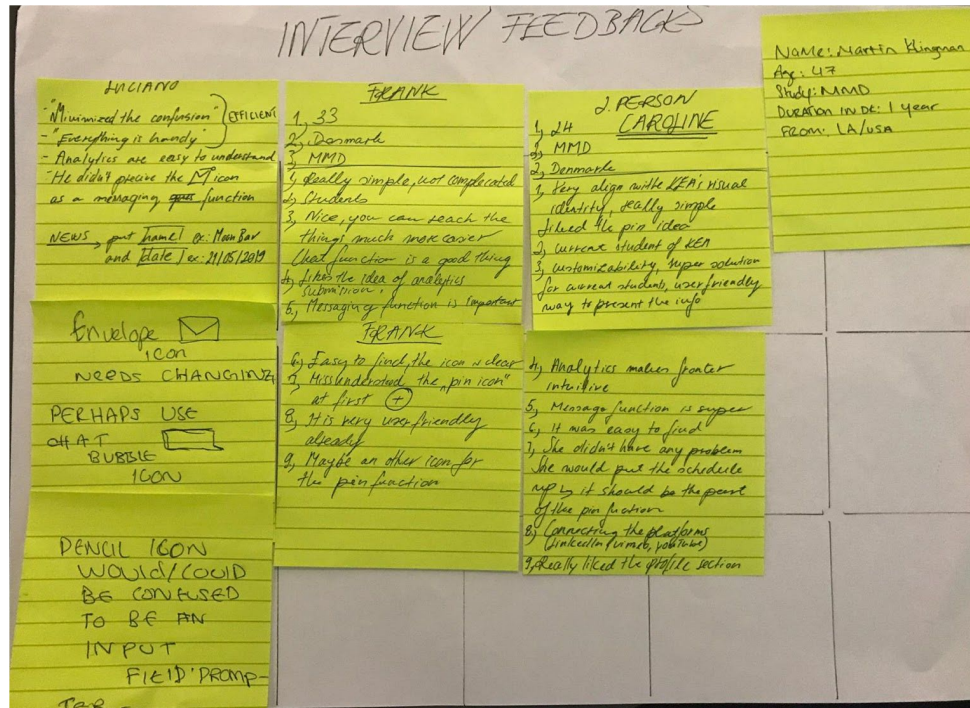 INTERVIEW FEEDBACKS
LUCIANO
- "Minimized the confusion" } EFFICIENT
- "Everything is handy"
- Analytics are easy to understand
- He didn't the M icon
as a messaging function
NEWS → put [name] ex: Moon Bar
and [date] ex: 21/05/2019
Envelope
ICON
NEEDS CHANGING
PERHAPS USE
CHAT
BUBBLE
ICON
PENCIL ICON
WOULD/COULD
BE CONFUSED
TO BE AN
INPUT
FIELD PROMP-
FRANK
1, 33
2, Denmark
3, MMD
1, Really simple, not complecated
2, Students
3, Nice, you can reach the
things much more easier
Chat function is a good thing
4, Likes the idea of analytics
submission.
5, Messaging function is important
FRANK
6, Easy to find, the icon is clear
7, Missunderstood the "pin icon"
at first +
8, It is very user friendly
already
9, Maybe an other icon for
the pin function
2. PERSON
CAROLINE
1, 24
MMD
2, Denmark
1, Very align with KEA's visual
identity, really simple
liked the pin idea
2, current student of KEA
3, customizability, super solution
for current students, user friendly
way to present the info
4, Analytics makes fronter
intuitive
5, Message function is super
6, It was easy to find
7, She didn't have any problem
She would put the schedule
up it should be the part
of the pin fuction
8, Connecting the platforms
(LinkedIn, vimeo, youtube)
9, Really liked the profile section
Name: Martin Klingman
Age: 47
Study: MMD
DURATION IN DK: 1 year
FROM: LA/USA